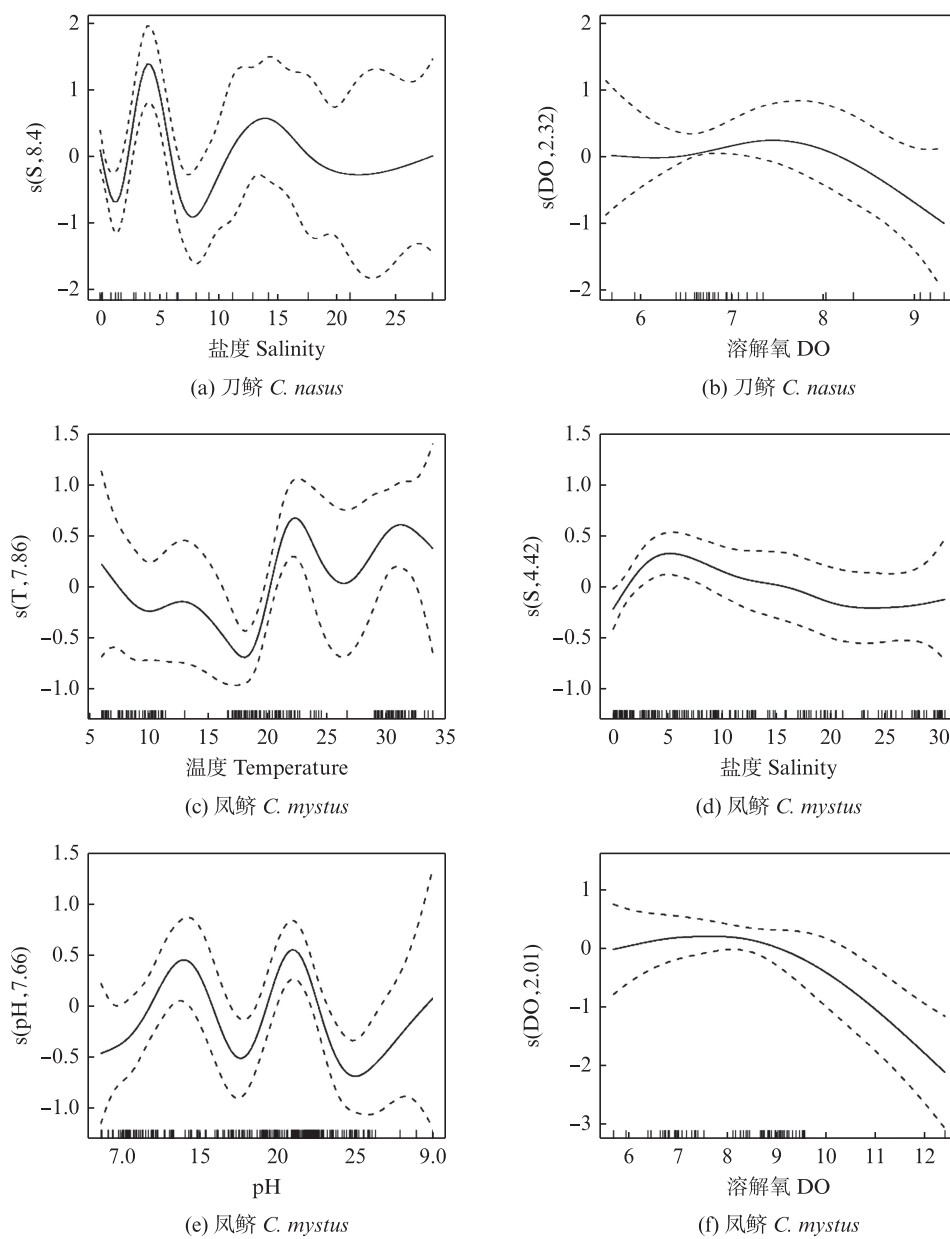 2
1
0
−1
−2
s(S,8.4)
0 5 10 15 20 25
盐度 Salinity
(a) 刀鲚 C. nasus
2
1
0
−1
−2
s(DO,2.32)
6 7 8 9
溶解氧 DO
(b) 刀鲚 C. nasus
1.5
1.0
0.5
0
−0.5
−1.0
s(T,7.86)
5 10 15 20 25 30 35
温度 Temperature
(c) 凤鲚 C. mystus
1.5
1.0
0.5
0
−0.5
−1.0
s(S,4.42)
0 5 10 15 20 25 30
盐度 Salinity
(d) 凤鲚 C. mystus
1.5
1.0
0.5
0
−0.5
−1.0
s(pH,7.66)
7.0 15 20 25 9.0
pH
(e) 凤鲚 C. mystus
1
0
−1
−2
−3
s(DO,2.01)
6 7 8 9 10 11 12
溶解氧 DO
(f) 凤鲚 C. mystus